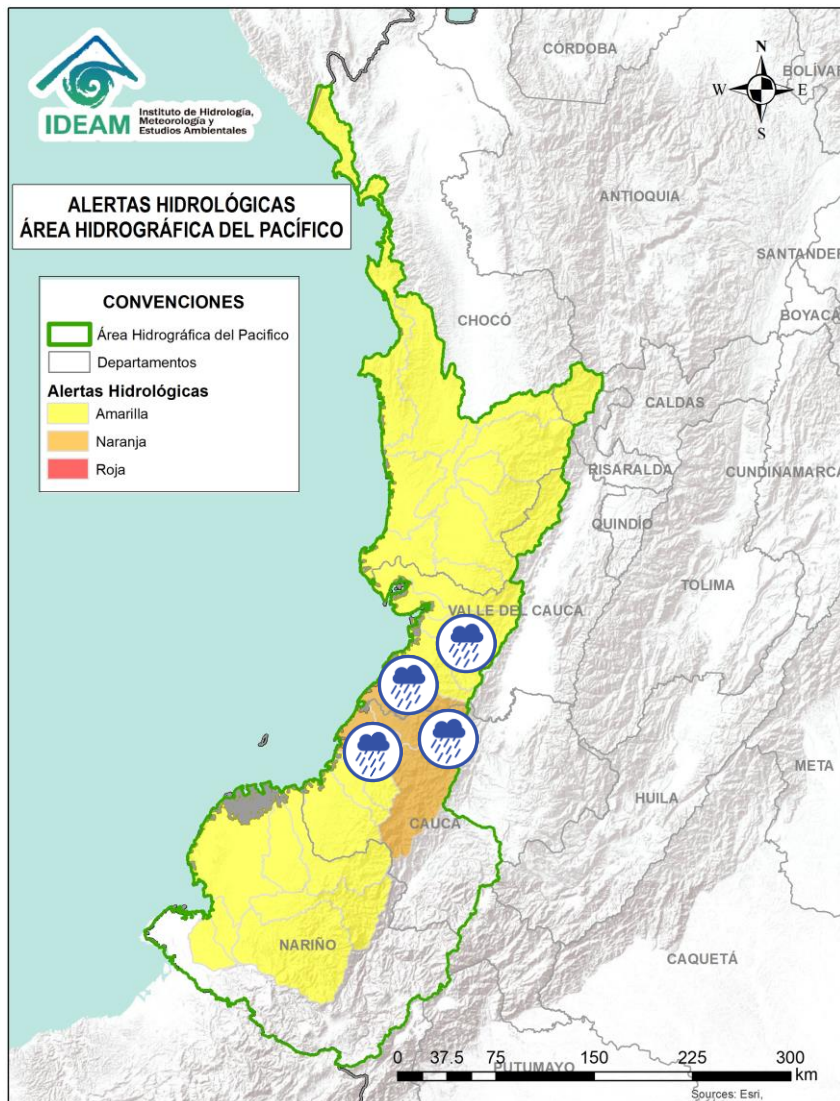 IDEAM
Instituto de Hidrología,
Meteorología y
Estudios Ambientales
ALERTAS HIDROLÓGICAS
ÁREA HIDROGRÁFICA DEL PACÍFICO
CONVENCIONES
Área Hidrográfica del Pacifico
Departamentos
Alertas Hidrológicas
Amarilla
Naranja
Roja
N
W
E
S
CÓRDOBA
BOLÍVAR
ANTIOQUIA
SANTANDER
BOYACÁ
CHOCÓ
CALDAS
RISARALDA
CUNDINAMARCA
QUINDÍO
TOLIMA
VALLE DEL CAUCA
META
HUILA
CAUCA
NARIÑO
CAQUETÁ
PUTUMAYO
0 37.5 75 150 225 300
km
Sources: Esri,